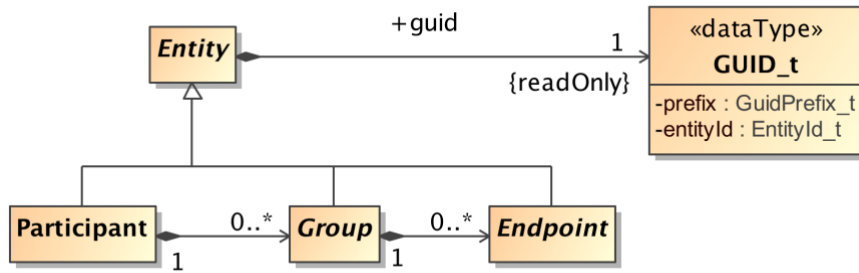 Entity
+guid
1
{readOnly}
«dataType»
GUID_t
-prefix : GuidPrefix_t
-entityId : EntityId_t
Participant
1
0..*
Group
1
0..*
Endpoint